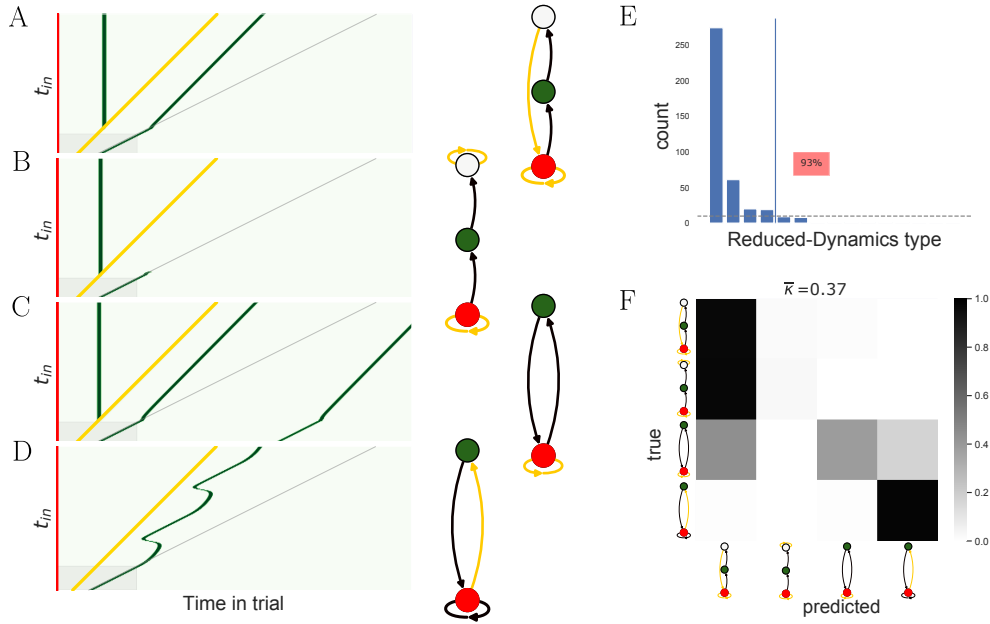 A
t_in
B
t_in
C
t_in
D
t_in
Time in trial
E
count
250
200
150
100
50
0
93%
Reduced-Dynamics type
F
κ̅=0.37
true
predicted
1.0
0.8
0.6
0.4
0.2
0.0